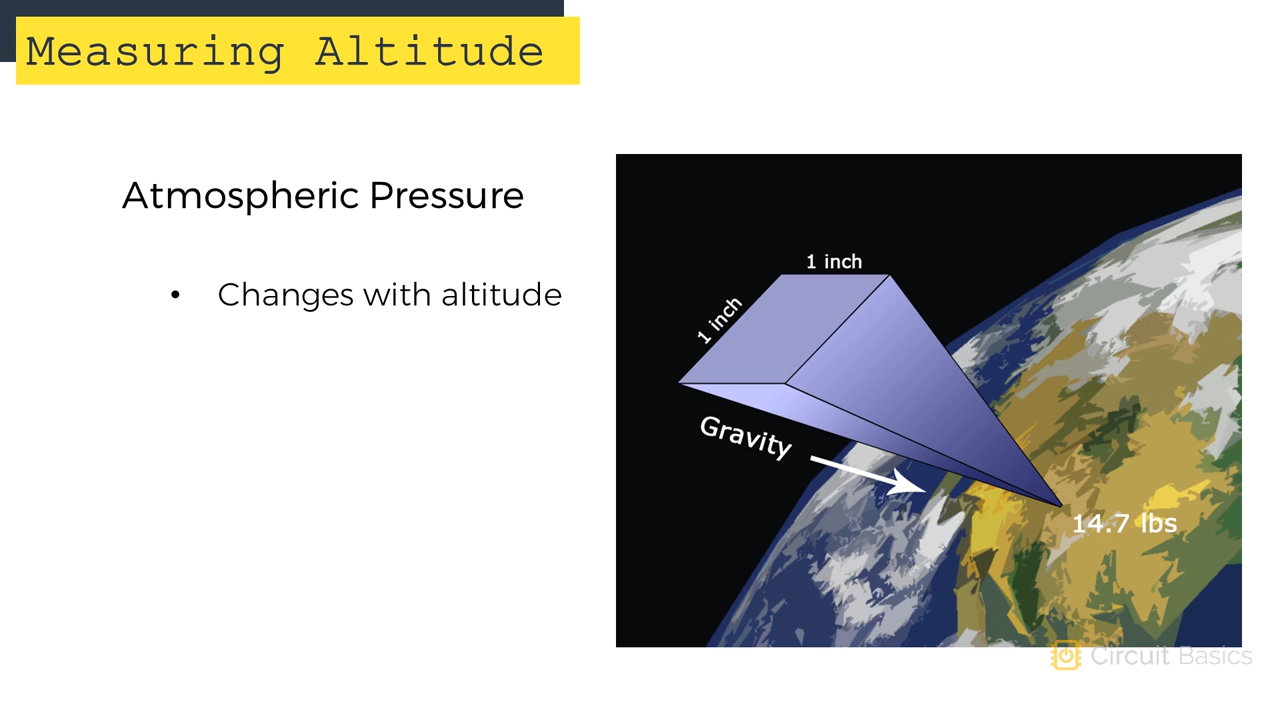 Measuring Altitude
Atmospheric Pressure
• Changes with altitude
1 inch
1 inch
Gravity
14.7 lbs
Circuit Basics